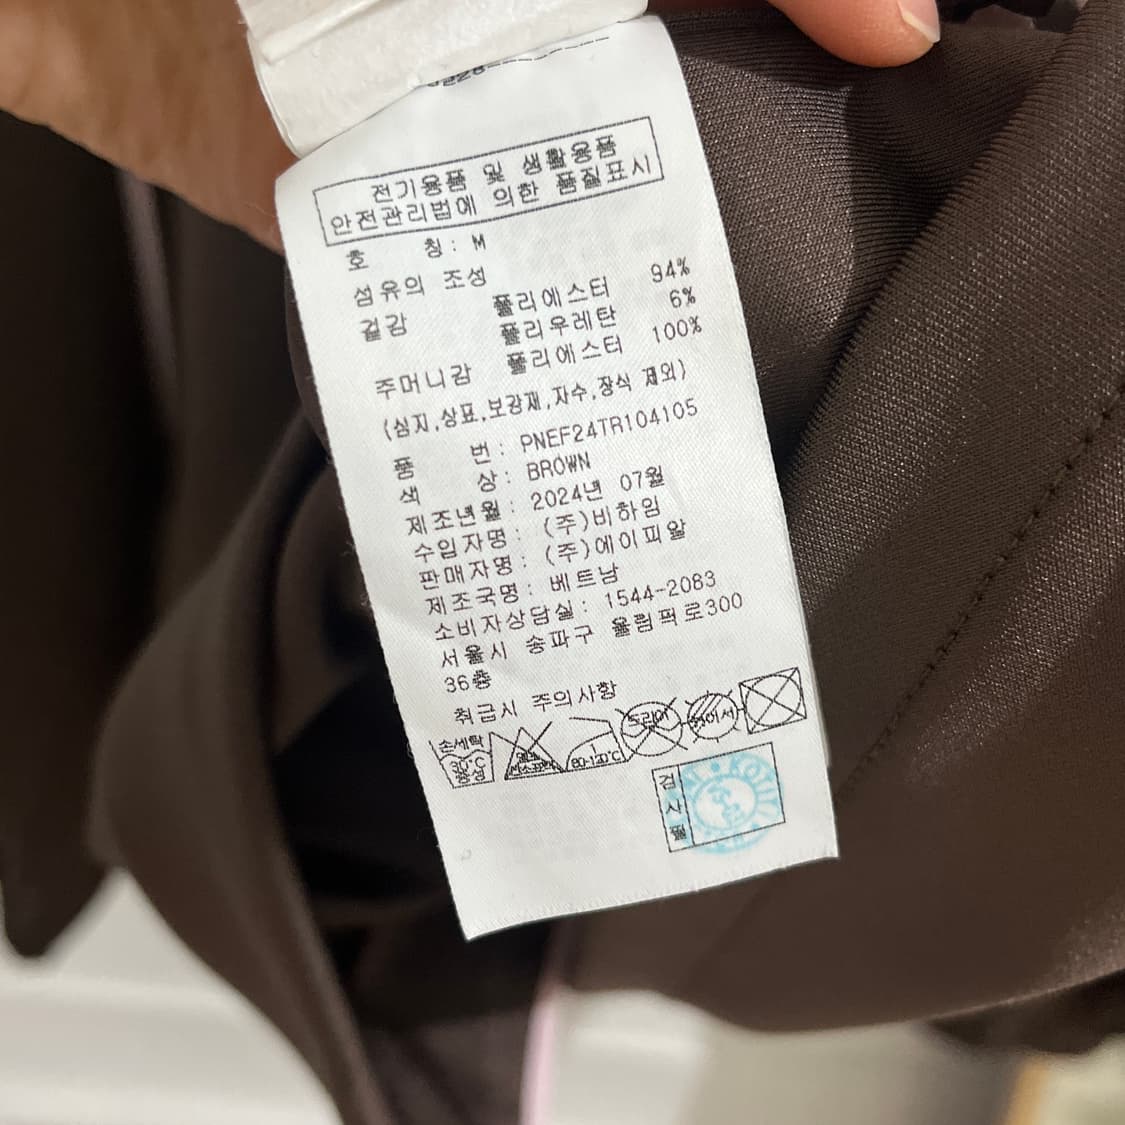 전기용품 및 생활용품
안전관리법에 의한 품질표시
호 칭 : M
섬유의 조성
겉감 폴리에스터 94%
폴리우레탄 6%
주머니감 폴리에스터 100%
(심지,상표,보강재,자수,장식 제외)
품 번 : PNEF24TR104105
색 상 : BROWN
제조년월 : 2024년 07월
수입자명 : (주)비하임
판매자명 : (주)에이피알
제조국명 : 베트남
소비자상담실 : 1544-2083
서울시 송파구 올림픽로300
36층
취급시 주의사항
손세탁
30°C
중성
염소표백
1
80-120°C
드라이
검사필